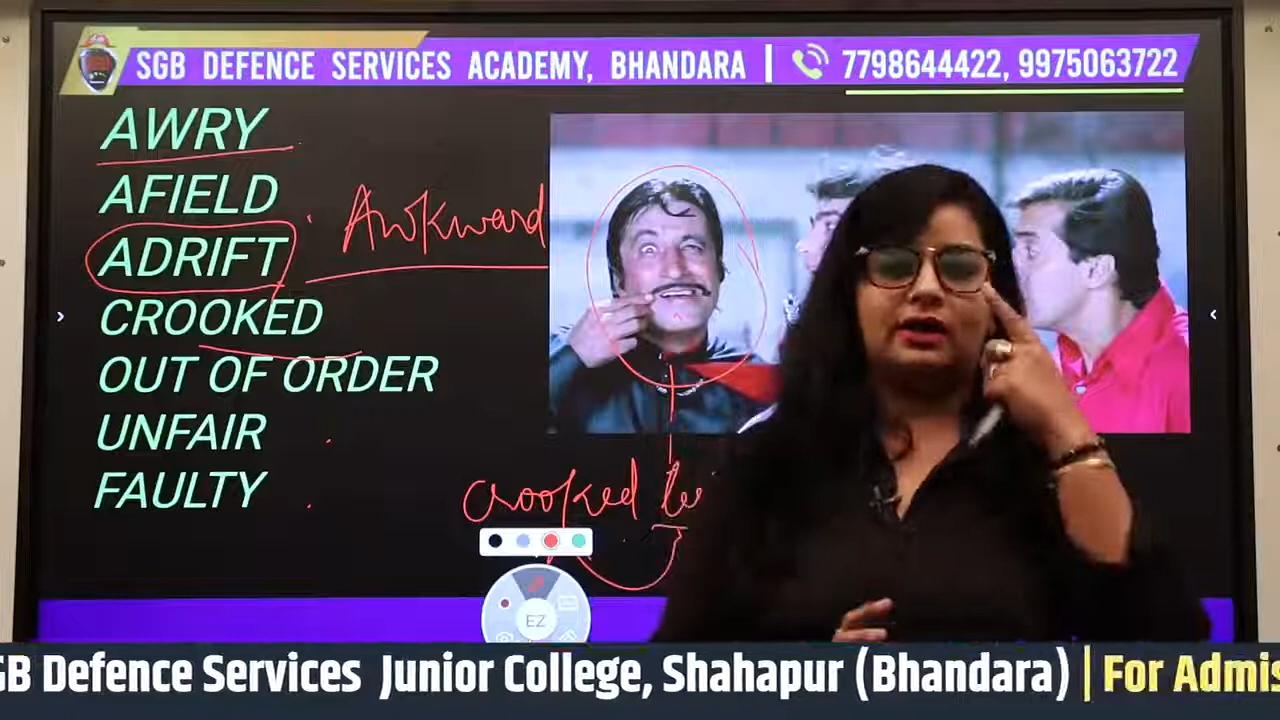 SGB DEFENCE SERVICES ACADEMY, BHANDARA | 7798644422, 9975063722
AWRY
AFIELD
Awkward
ADRIFT
CROOKED
OUT OF ORDER
UNFAIR
FAULTY
crooked
EZ
GB Defence Services Junior College, Shahapur (Bhandara) | For Admis